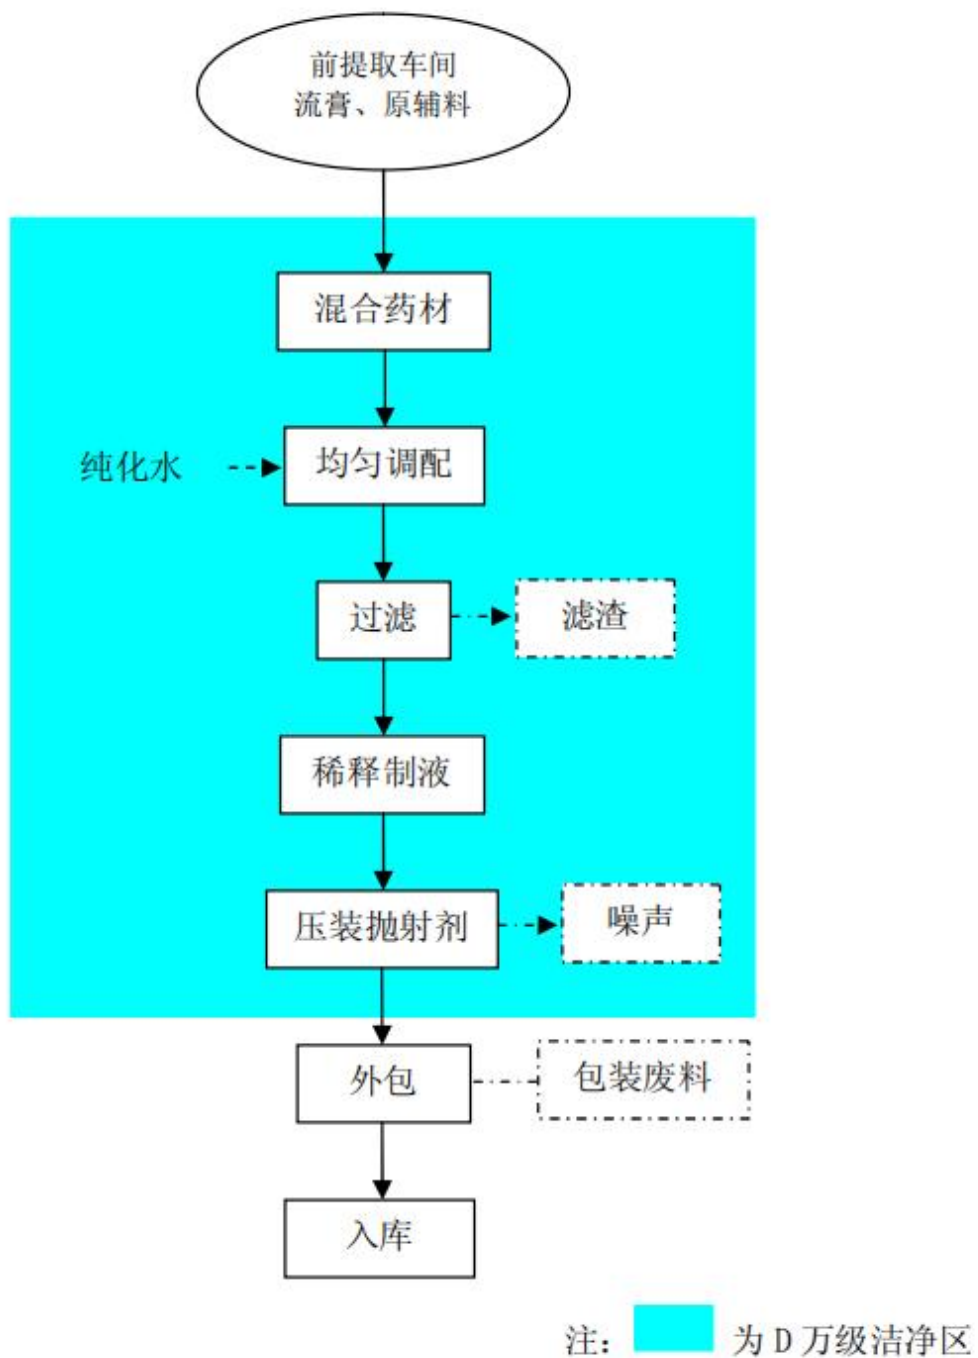 前提取车间
流膏、原辅料
混合药材
纯化水
均匀调配
过滤
滤渣
稀释制液
压装抛射剂
噪声
外包
包装废料
入库
注： 为 D 万级洁净区